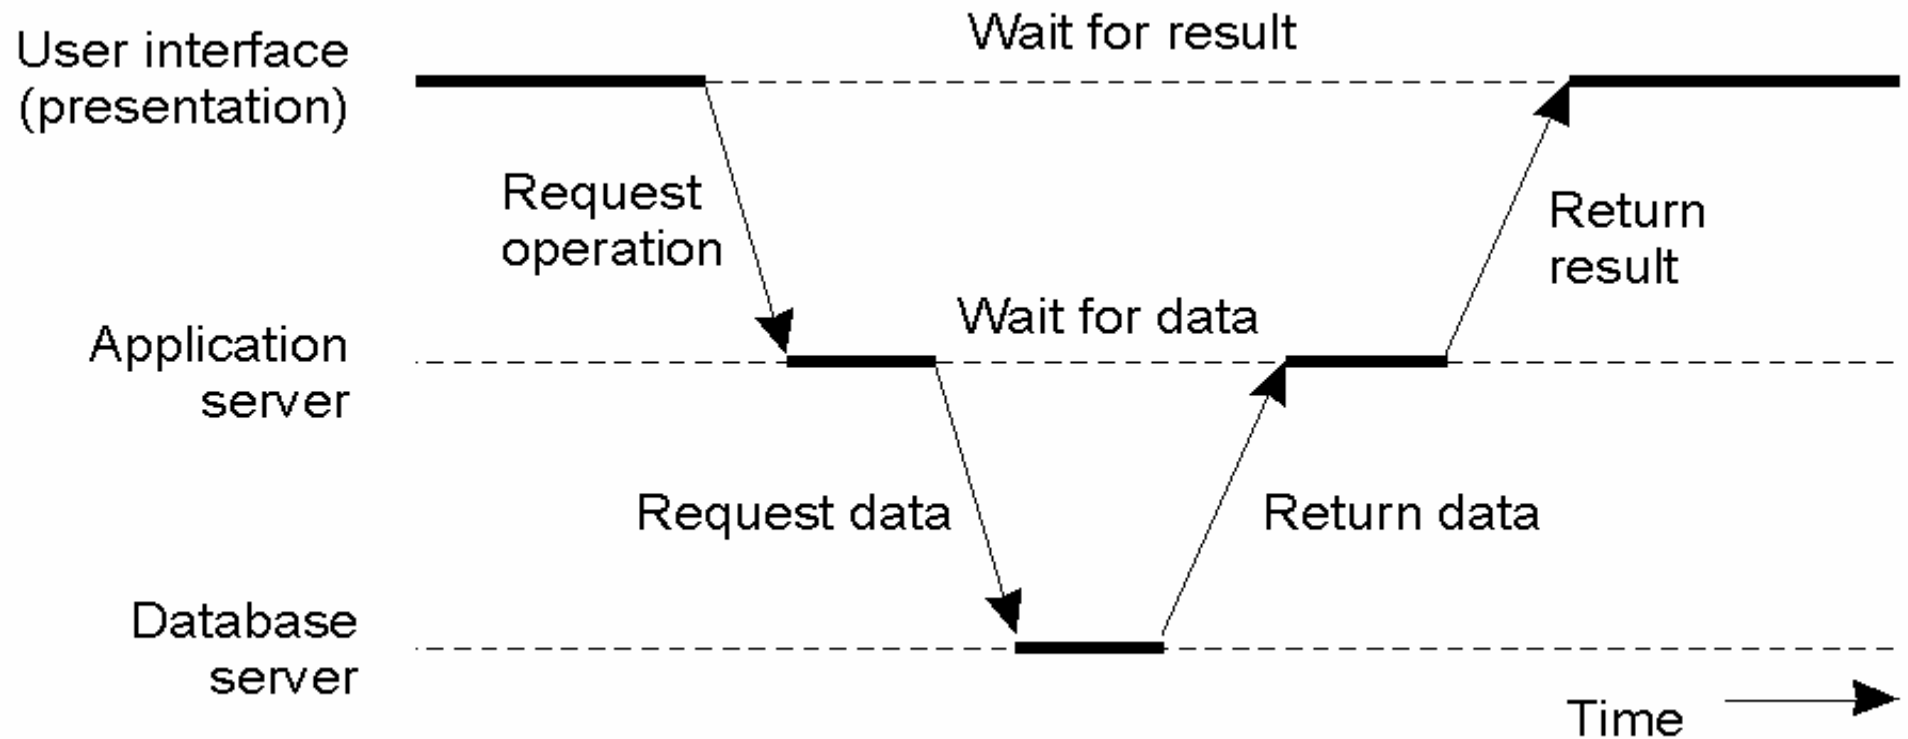 User interface
(presentation)
Wait for result
Request
operation
Return
result
Application
server
Wait for data
Request data
Return data
Database
server
Time